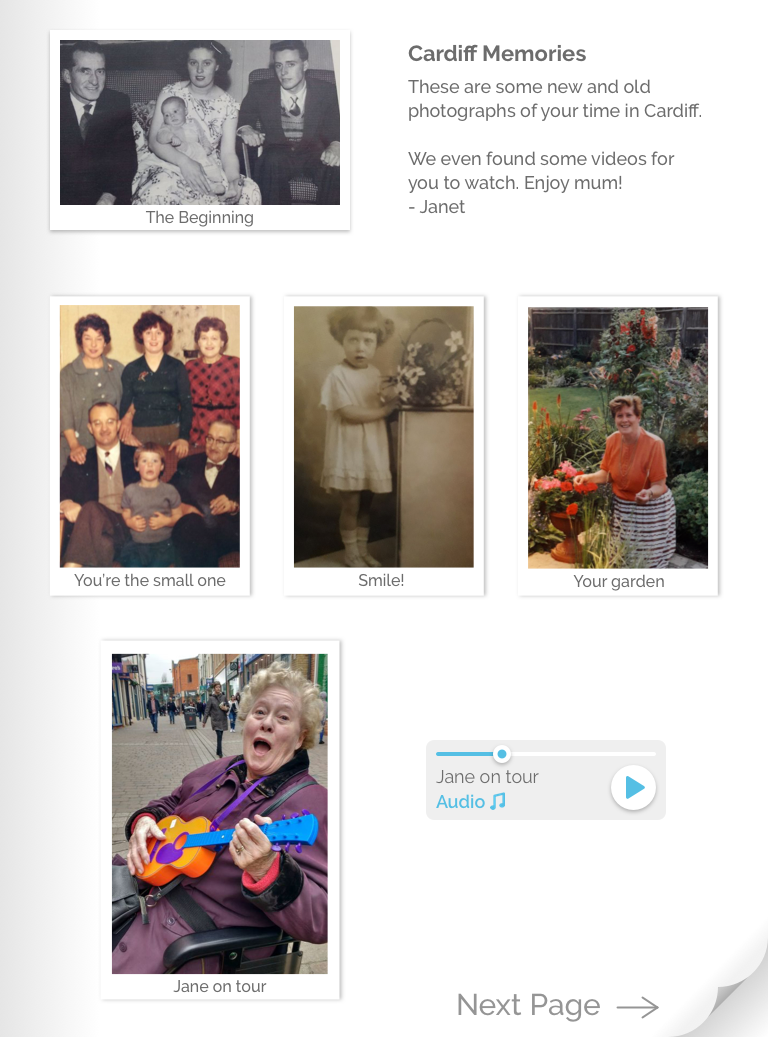 Cardiff Memories
These are some new and old
photographs of your time in Cardiff.
We even found some videos for
you to watch. Enjoy mum!
- Janet
The Beginning
You're the small one
Smile!
Your garden
Jane on tour
Jane on tour
Audio
Next Page